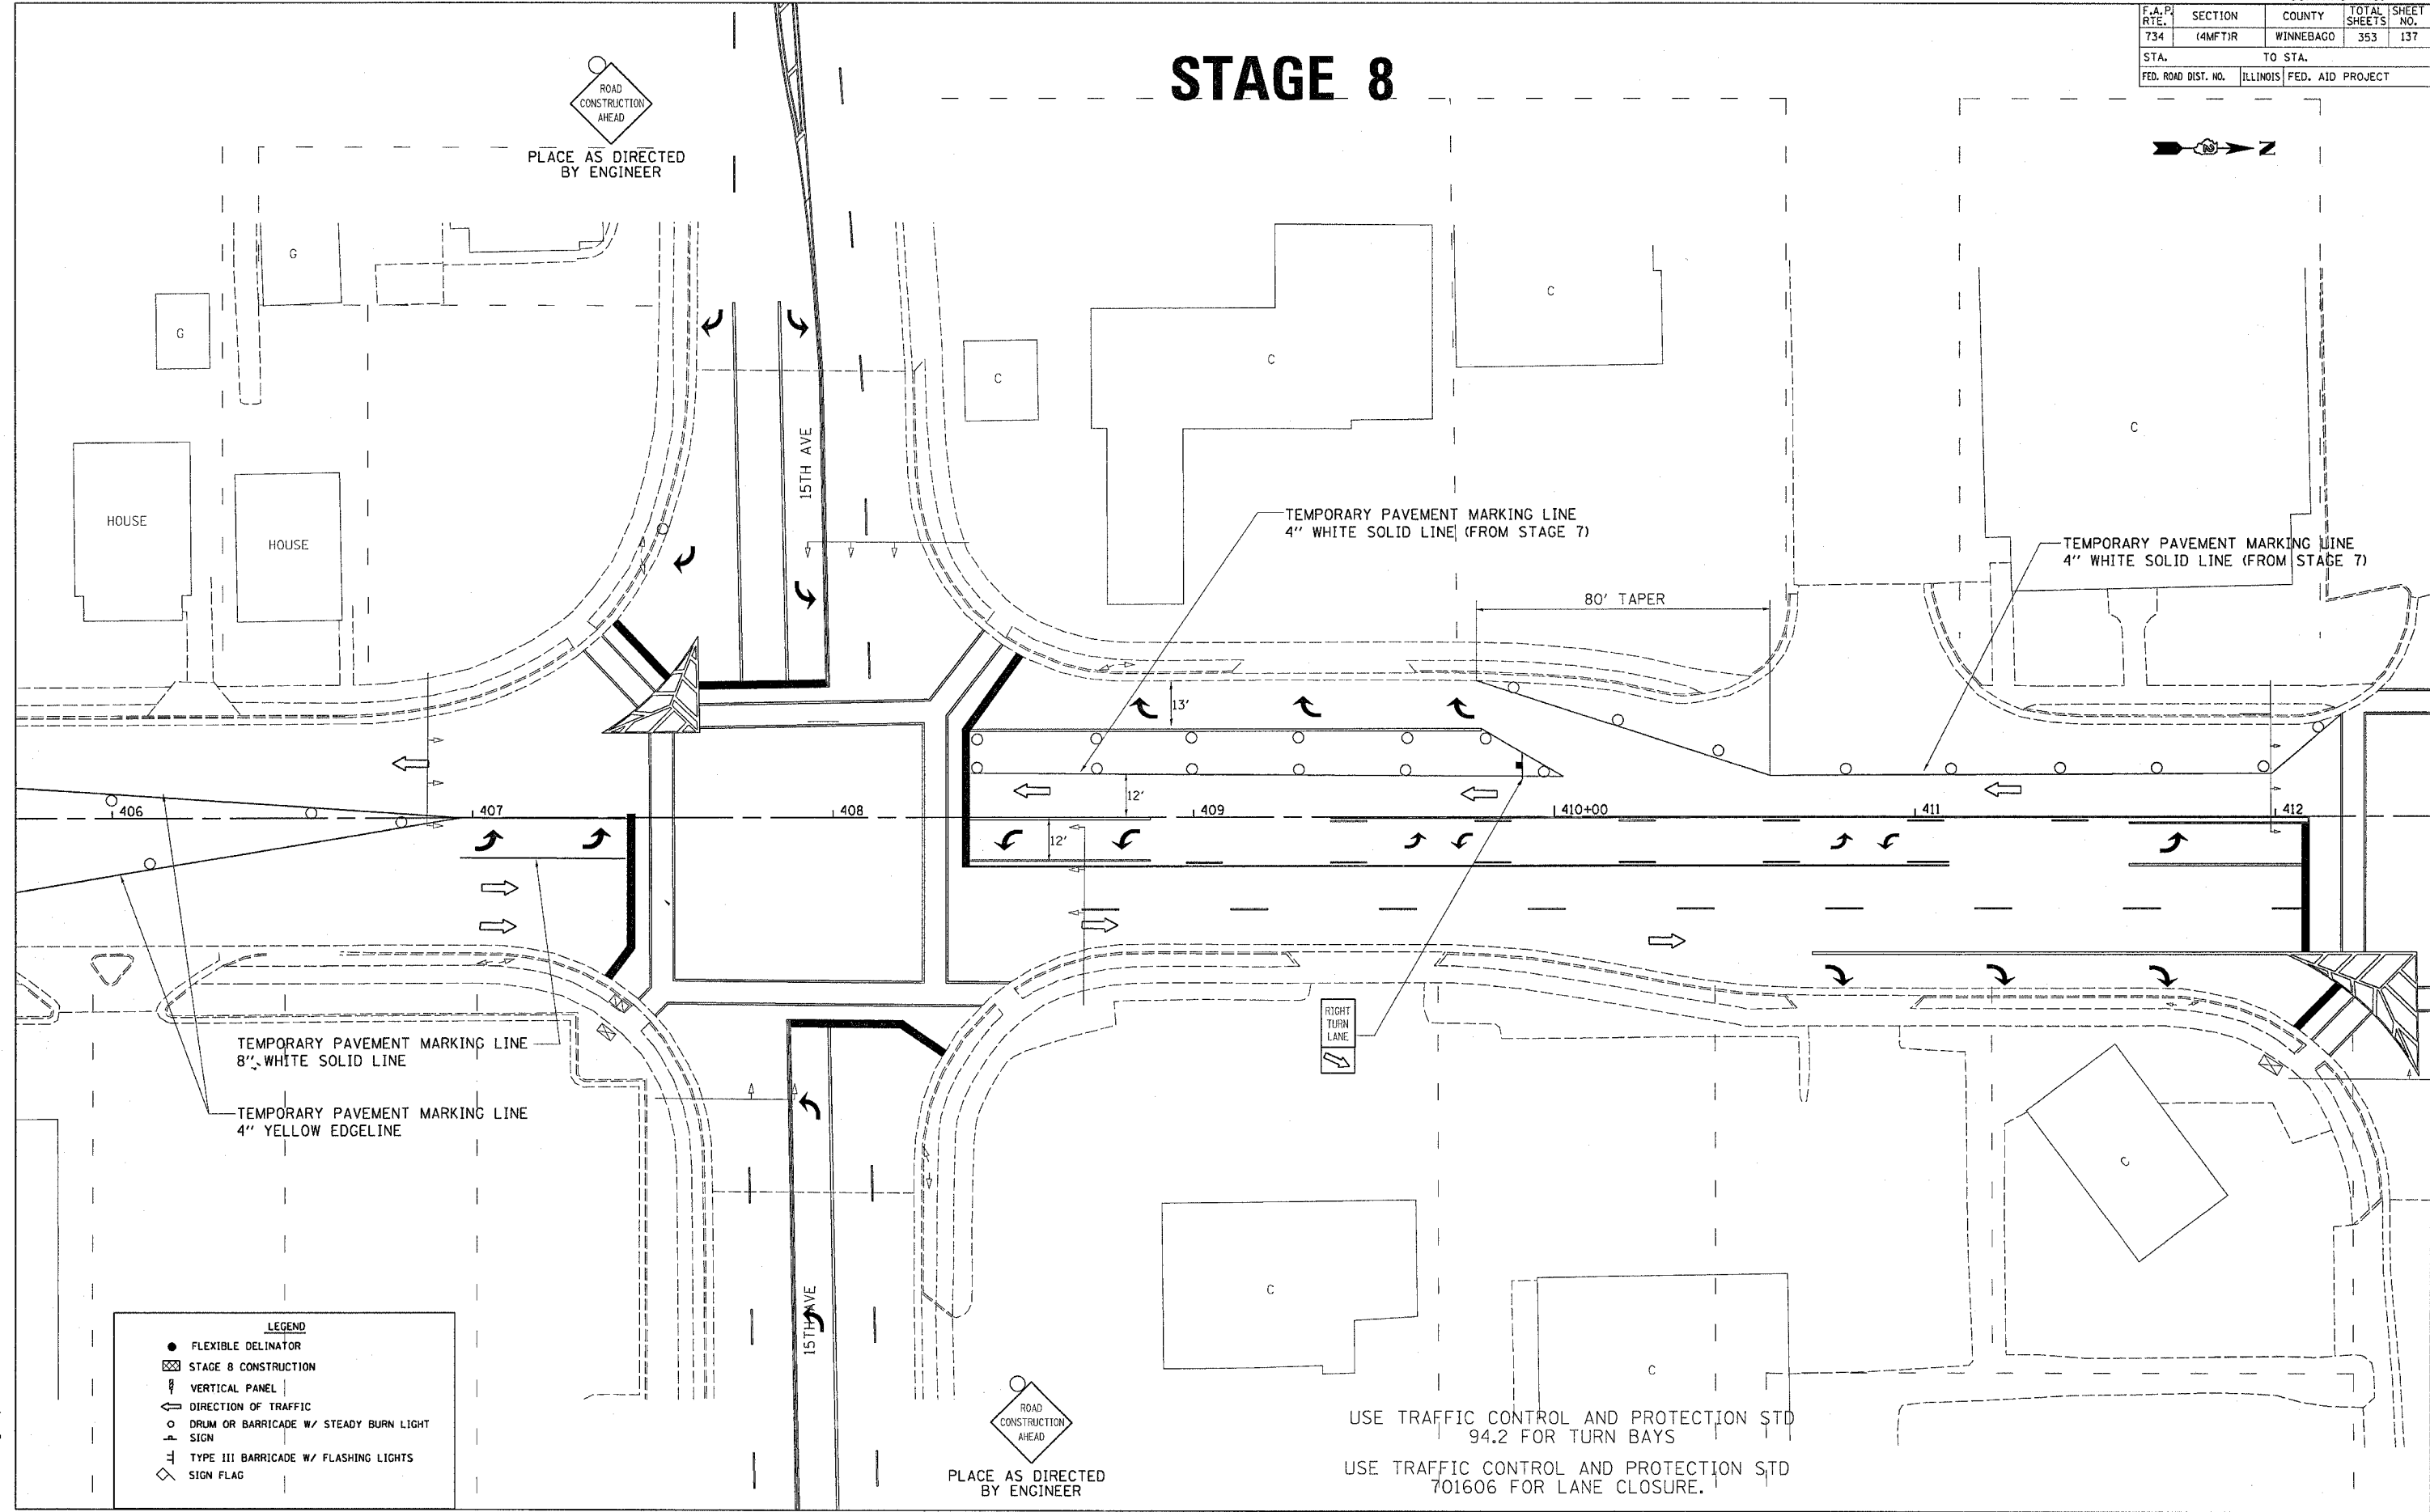 F.A.P. RTE. SECTION COUNTY TOTAL SHEETS SHEET NO.
734 (4MFT)R WINNEBAGO 353 137
STA. TO STA.
FED. ROAD DIST. NO. ILLINOIS FED. AID PROJECT
STAGE 8
ROAD
CONSTRUCTION
AHEAD
PLACE AS DIRECTED
BY ENGINEER
N
G
G
C
C
C
C
HOUSE
HOUSE
15TH AVE
TEMPORARY PAVEMENT MARKING LINE
4" WHITE SOLID LINE (FROM STAGE 7)
TEMPORARY PAVEMENT MARKING LINE
4" WHITE SOLID LINE (FROM STAGE 7)
80' TAPER
13'
12'
12'
406
407
408
409
410+00
411
412
RIGHT
TURN
LANE
TEMPORARY PAVEMENT MARKING LINE
8" WHITE SOLID LINE
TEMPORARY PAVEMENT MARKING LINE
4" YELLOW EDGELINE
15TH AVE
C
C
C
LEGEND
FLEXIBLE DELINATOR
STAGE 8 CONSTRUCTION
VERTICAL PANEL
DIRECTION OF TRAFFIC
DRUM OR BARRICADE W/ STEADY BURN LIGHT
SIGN
TYPE III BARRICADE W/ FLASHING LIGHTS
SIGN FLAG
ROAD
CONSTRUCTION
AHEAD
PLACE AS DIRECTED
BY ENGINEER
USE TRAFFIC CONTROL AND PROTECTION STD
94.2 FOR TURN BAYS
USE TRAFFIC CONTROL AND PROTECTION STD
701606 FOR LANE CLOSURE.